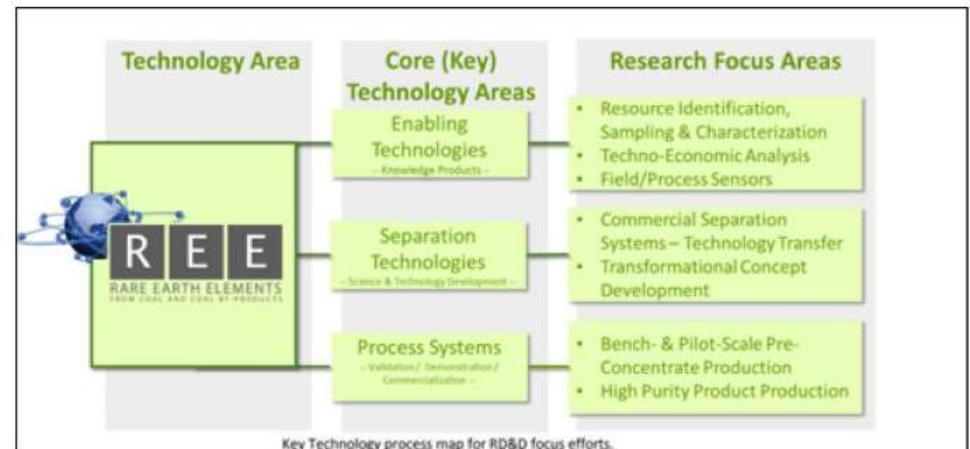 Technology Area
Core (Key)
Technology Areas
Research Focus Areas
REE
RARE EARTH ELEMENTS
FROM COAL AND COAL BY-PRODUCTS
Enabling
Technologies
– Knowledge Products –
• Resource Identification,
Sampling & Characterization
• Techno-Economic Analysis
• Field/Process Sensors
Separation
Technologies
– Science & Technology Development –
• Commercial Separation
Systems – Technology Transfer
• Transformational Concept
Development
Process Systems
– Validation / Demonstration /
Commercialization –
• Bench- & Pilot-Scale Pre-
Concentrate Production
• High Purity Product Production
Key Technology process map for RD&D focus efforts.